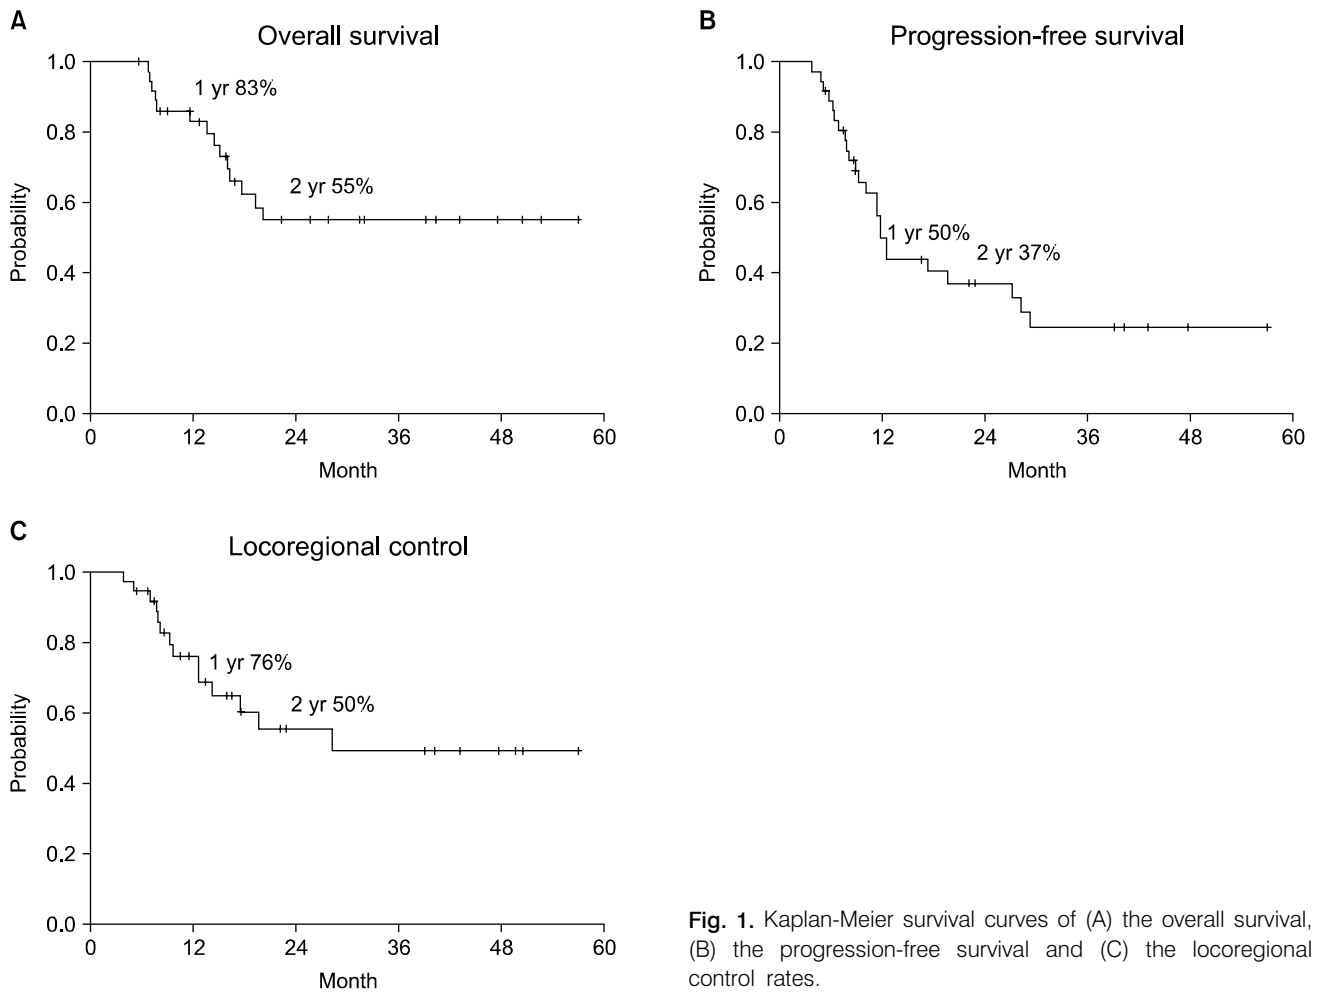 A
Overall survival
1.0
0.8
0.6
0.4
0.2
0.0
Probability
1 yr 83%
2 yr 55%
0 12 24 36 48 60
Month
B
Progression-free survival
1.0
0.8
0.6
0.4
0.2
0.0
Probability
1 yr 50%
2 yr 37%
0 12 24 36 48 60
Month
C
Locoregional control
1.0
0.8
0.6
0.4
0.2
0.0
Probability
1 yr 76%
2 yr 50%
0 12 24 36 48 60
Month
Fig. 1. Kaplan-Meier survival curves of (A) the overall survival,
(B) the progression-free survival and (C) the locoregional
control rates.